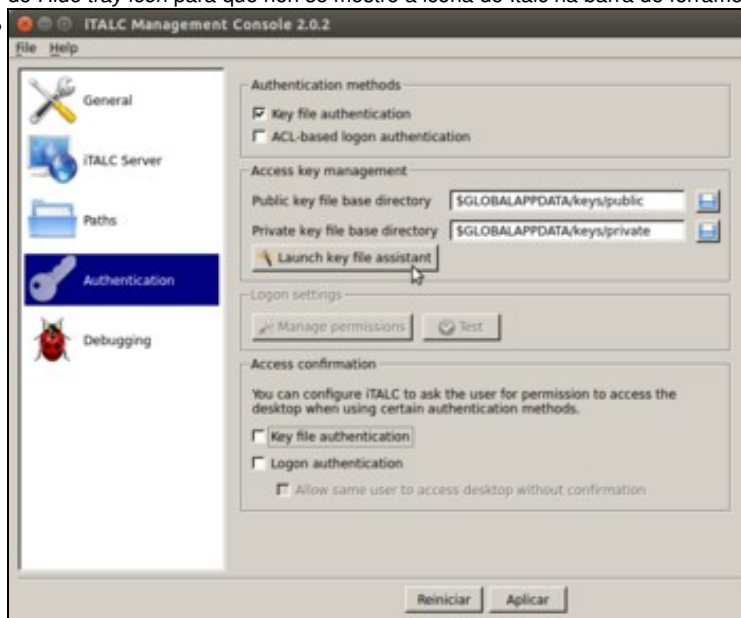 de Hide tray icon para que non se mostre a icona de Italc na barra de ferrame
iTALC Management Console 2.0.2
File Help
General
iTALC Server
Paths
Authentication
Debugging
Authentication methods
Key file authentication
ACL-based logon authentication
Access key management
Public key file base directory $GLOBALAPPDATA/keys/public
Private key file base directory $GLOBALAPPDATA/keys/private
Launch key file assistant
Logon settings
Manage permissions Test
Access confirmation
You can configure iTALC to ask the user for permission to access the
desktop when using certain authentication methods.
Key file authentication
Logon authentication
Allow same user to access desktop without confirmation
Reiniciar Aplicar